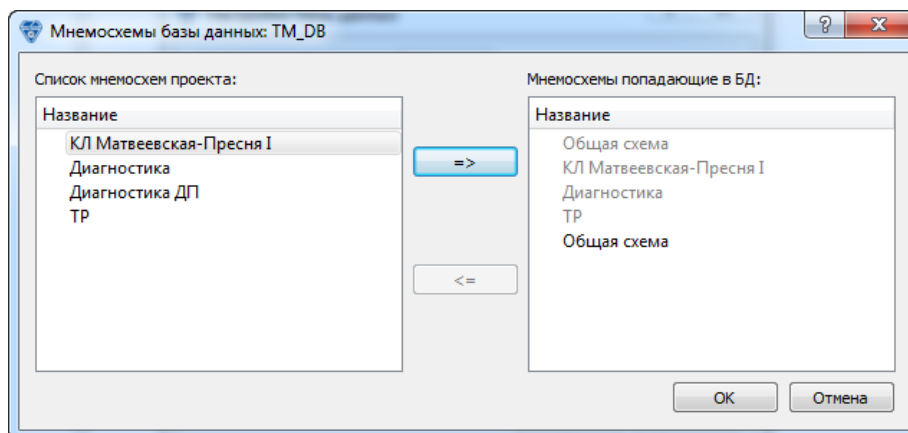 Мнемосхемы базы данных: TM_DB
Список мнемосхем проекта:
Название
КЛ Матвеевская-Пресня I
Диагностика
Диагностика ДП
ТР
=>
<=
Мнемосхемы попадающие в БД:
Название
Общая схема
КЛ Матвеевская-Пресня I
Диагностика
ТР
Общая схема
OK
Отмена